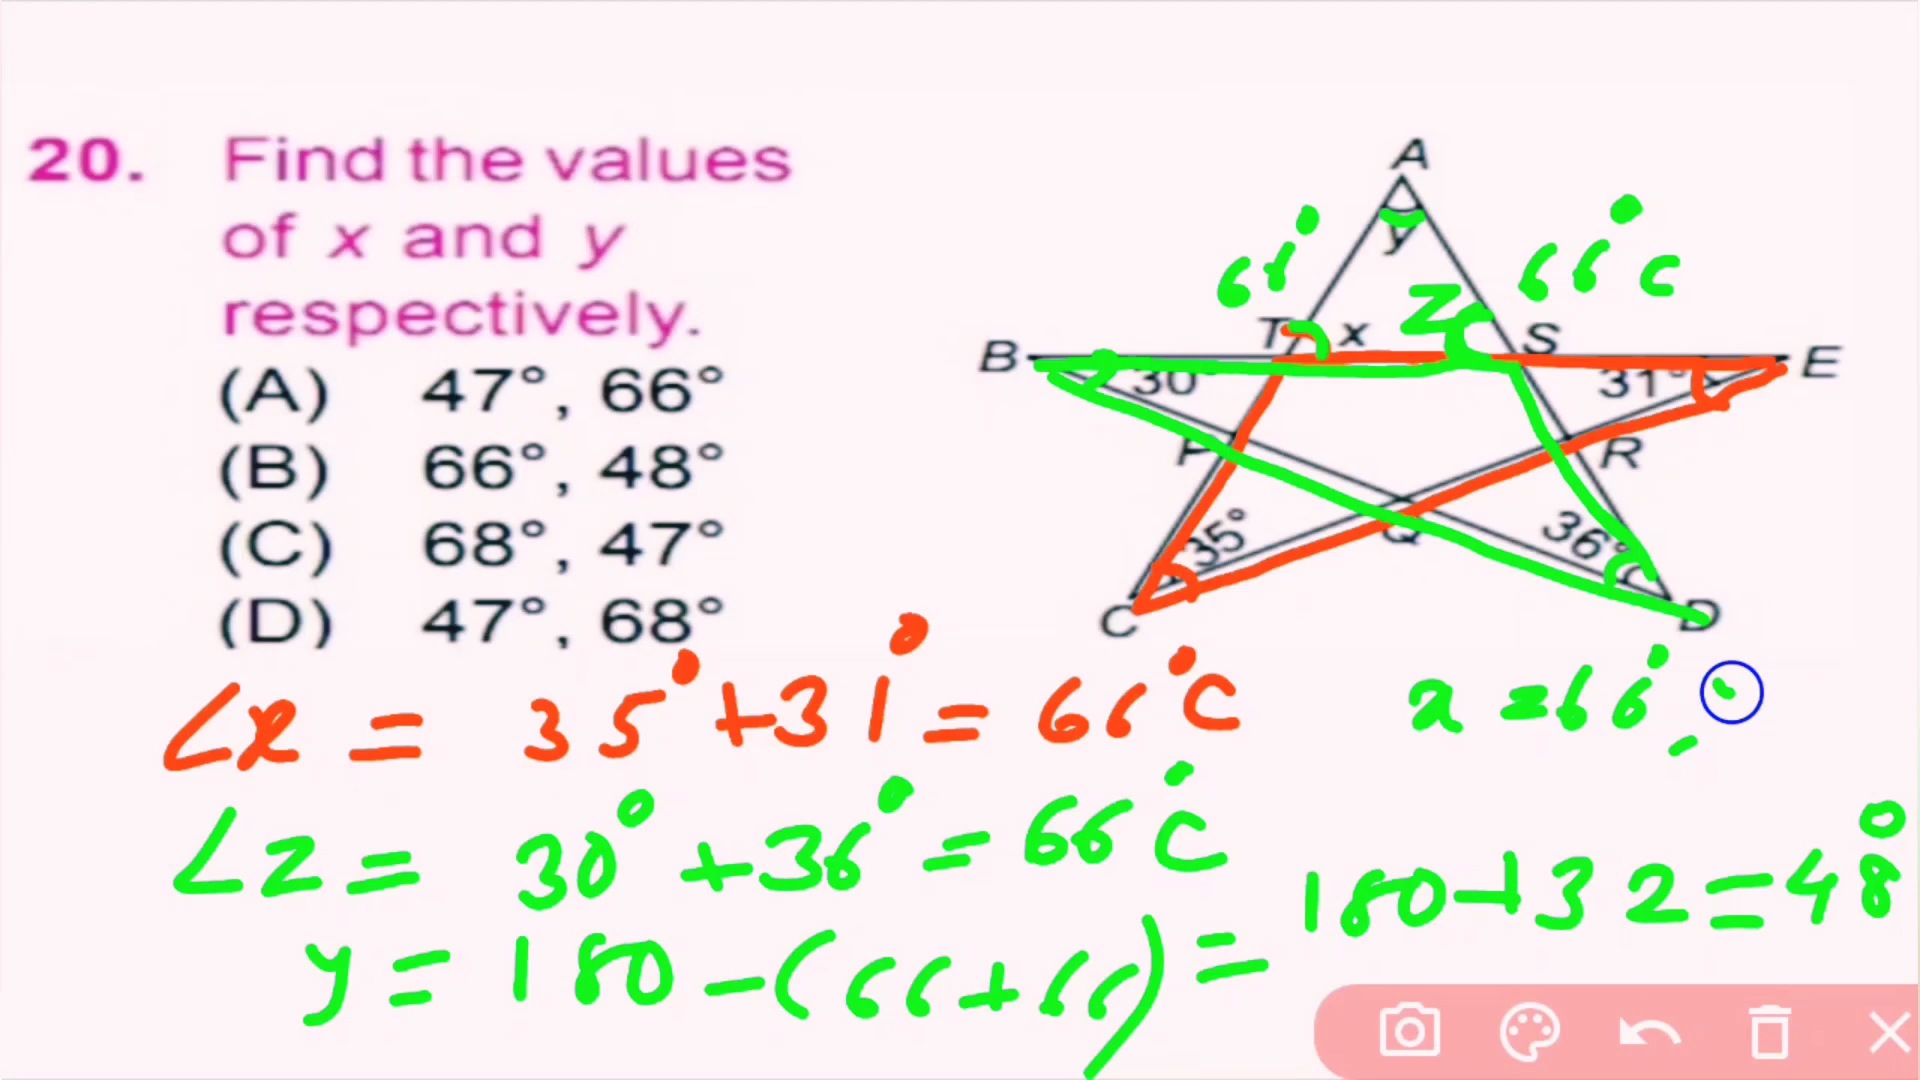 20. Find the values
of x and y
respectively.
(A) 47°, 66°
(B) 66°, 48°
(C) 68°, 47°
(D) 47°, 68°
A
y
66° 66°c
T x Z S
B 30° 31° E
P R
35° 36°
Q
C D
∠x = 35° + 31° = 66°c
x = 66°,
∠z = 30° + 36° = 66°c
y = 180 - (66+66) =
180-132=48°